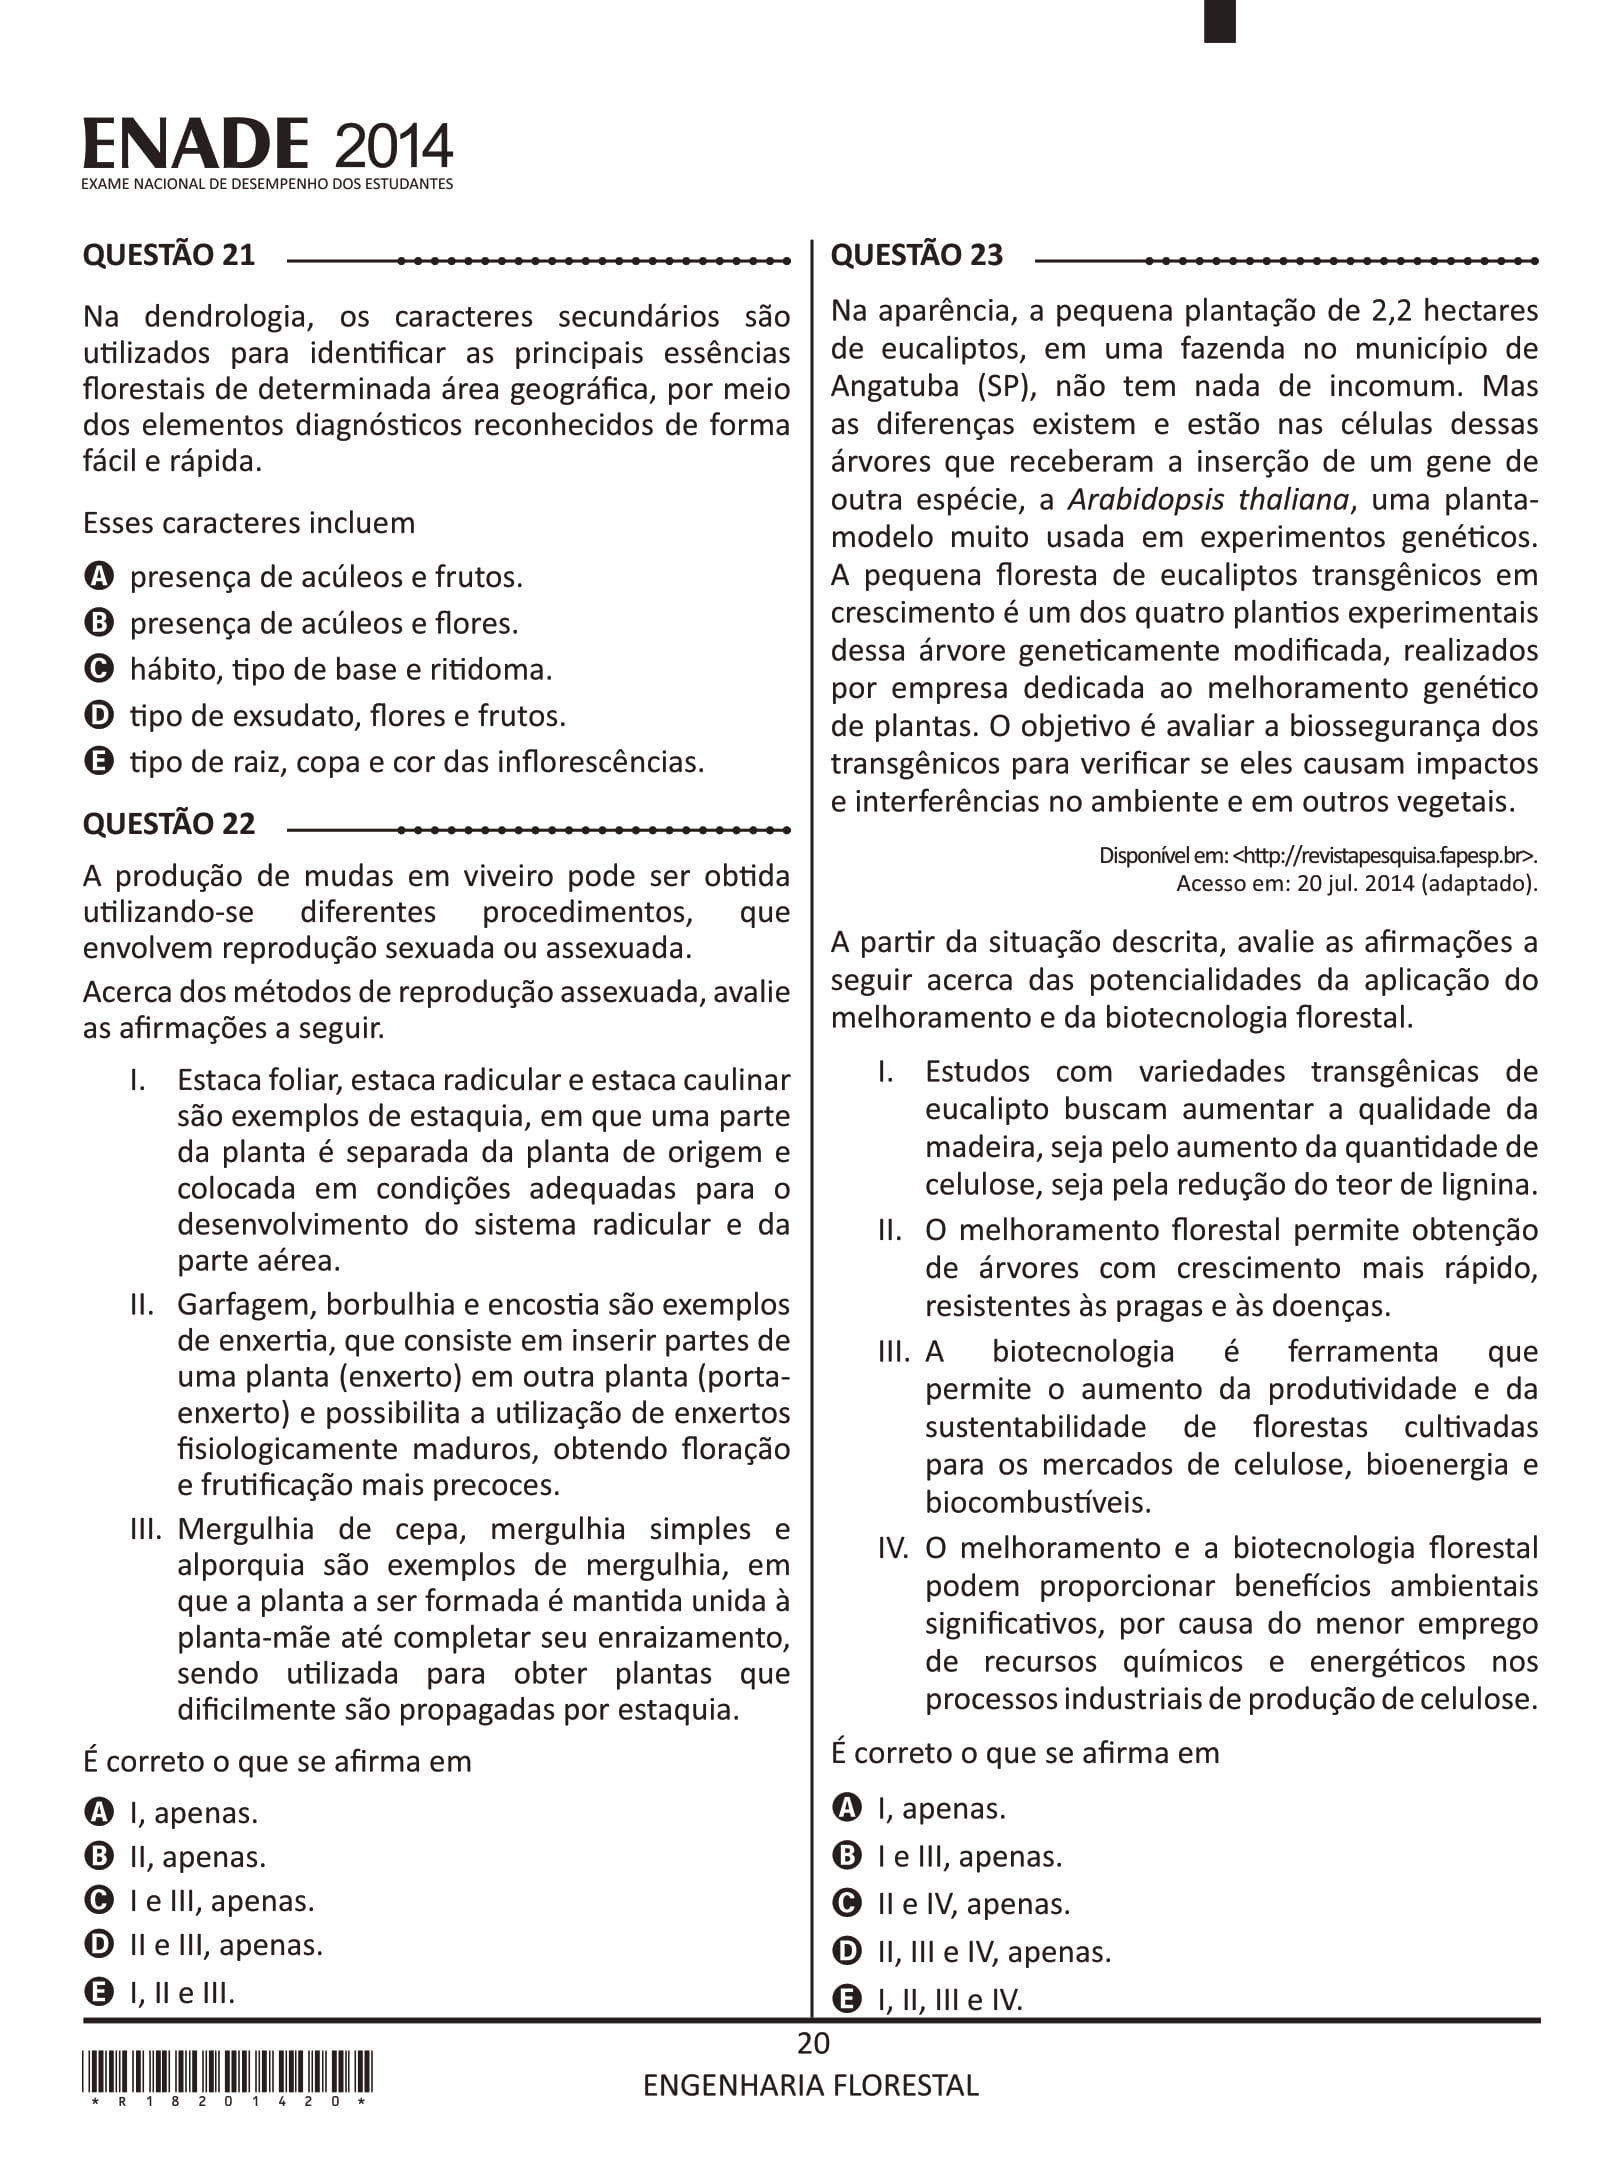 ENADE 2014
EXAME NACIONAL DE DESEMPENHO DOS ESTUDANTES
QUESTÃO 21
Na dendrologia, os caracteres secundários são
utilizados para identificar as principais essências
florestais de determinada área geográfica, por meio
dos elementos diagnósticos reconhecidos de forma
fácil e rápida.
Esses caracteres incluem
A presença de acúleos e frutos.
B presença de acúleos e flores.
C hábito, tipo de base e ritidoma.
D tipo de exsudato, flores e frutos.
E tipo de raiz, copa e cor das inflorescências.
QUESTÃO 22
A produção de mudas em viveiro pode ser obtida
utilizando-se diferentes procedimentos, que
envolvem reprodução sexuada ou assexuada.
Acerca dos métodos de reprodução assexuada, avalie
as afirmações a seguir.
I. Estaca foliar, estaca radicular e estaca caulinar
são exemplos de estaquia, em que uma parte
da planta é separada da planta de origem e
colocada em condições adequadas para o
desenvolvimento do sistema radicular e da
parte aérea.
II. Garfagem, borbulhia e encostia são exemplos
de enxertia, que consiste em inserir partes de
uma planta (enxerto) em outra planta (porta-
enxerto) e possibilita a utilização de enxertos
fisiologicamente maduros, obtendo floração
e frutificação mais precoces.
III. Mergulhia de cepa, mergulhia simples e
alporquia são exemplos de mergulhia, em
que a planta a ser formada é mantida unida à
planta-mãe até completar seu enraizamento,
sendo utilizada para obter plantas que
dificilmente são propagadas por estaquia.
É correto o que se afirma em
A I, apenas.
B II, apenas.
C I e III, apenas.
D II e III, apenas.
E I, II e III.
QUESTÃO 23
Na aparência, a pequena plantação de 2,2 hectares
de eucaliptos, em uma fazenda no município de
Angatuba (SP), não tem nada de incomum. Mas
as diferenças existem e estão nas células dessas
árvores que receberam a inserção de um gene de
outra espécie, a Arabidopsis thaliana, uma planta-
modelo muito usada em experimentos genéticos.
A pequena floresta de eucaliptos transgênicos em
crescimento é um dos quatro plantios experimentais
dessa árvore geneticamente modificada, realizados
por empresa dedicada ao melhoramento genético
de plantas. O objetivo é avaliar a biossegurança dos
transgênicos para verificar se eles causam impactos
e interferências no ambiente e em outros vegetais.
Disponível em: <http://revistapesquisa.fapesp.br>.
Acesso em: 20 jul. 2014 (adaptado).
A partir da situação descrita, avalie as afirmações a
seguir acerca das potencialidades da aplicação do
melhoramento e da biotecnologia florestal.
I. Estudos com variedades transgênicas de
eucalipto buscam aumentar a qualidade da
madeira, seja pelo aumento da quantidade de
celulose, seja pela redução do teor de lignina.
II. O melhoramento florestal permite obtenção
de árvores com crescimento mais rápido,
resistentes às pragas e às doenças.
III. A biotecnologia é ferramenta que
permite o aumento da produtividade e da
sustentabilidade de florestas cultivadas
para os mercados de celulose, bioenergia e
biocombustíveis.
IV. O melhoramento e a biotecnologia florestal
podem proporcionar benefícios ambientais
significativos, por causa do menor emprego
de recursos químicos e energéticos nos
processos industriais de produção de celulose.
É correto o que se afirma em
A I, apenas.
B I e III, apenas.
C II e IV, apenas.
D II, III e IV, apenas.
E I, II, III e IV.
20
ENGENHARIA FLORESTAL
* R 1 8 2 0 1 4 2 0 *